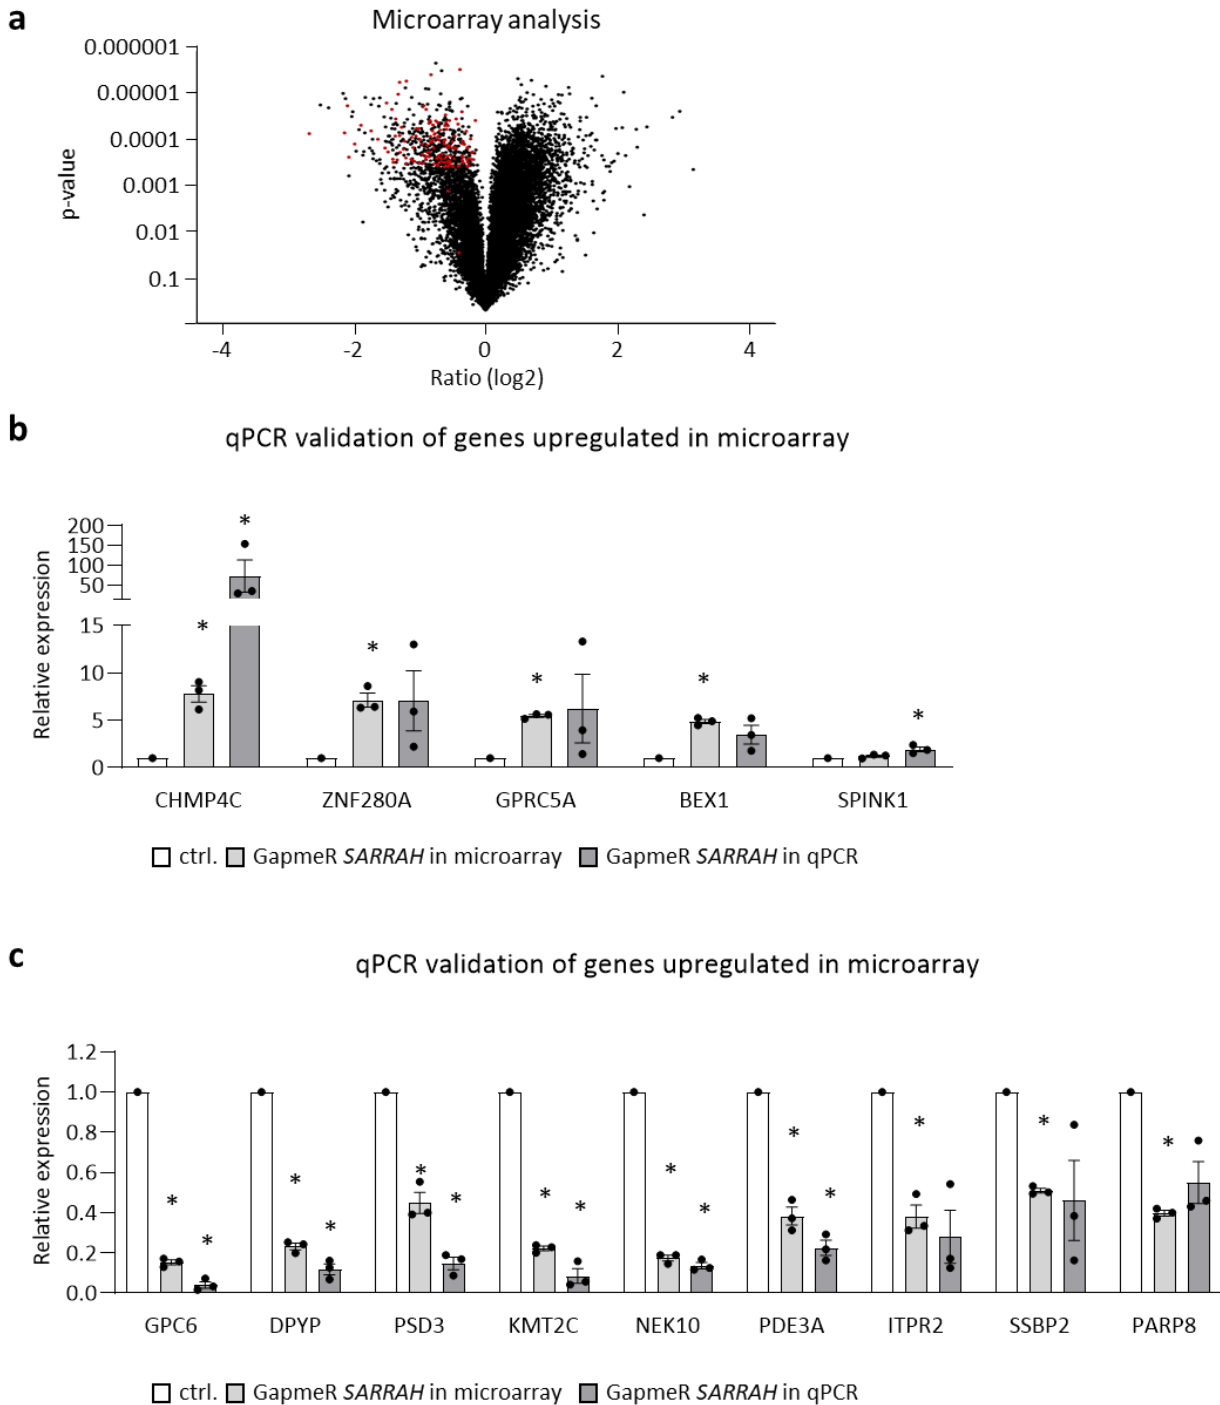 a
Microarray analysis
0.000001
0.00001
0.0001
0.001
0.01
0.1
p-value
-4 -2 0 2 4
Ratio (log2)
b
qPCR validation of genes upregulated in microarray
Relative expression
200
150
100
50
15
10
5
0
* * * * * *
CHMP4C ZNF280A GPRC5A BEX1 SPINK1
ctrl. GapmeR SARRAH in microarray GapmeR SARRAH in qPCR
c
qPCR validation of genes upregulated in microarray
Relative expression
1.2
1.0
0.8
0.6
0.4
0.2
0.0
* * * * * * * * * * * * * * *
GPC6 DPYP PSD3 KMT2C NEK10 PDE3A ITPR2 SSBP2 PARP8
ctrl. GapmeR SARRAH in microarray GapmeR SARRAH in qPCR